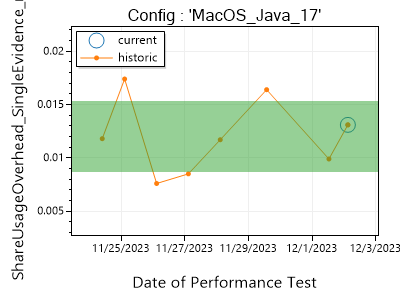 Config : 'MacOS_Java_17'
current
historic
0.02
0.015
0.01
0.005
ShareUsageOverhead_SingleEvidence_
11/25/2023
11/27/2023
11/29/2023
12/1/2023
12/3/2023
Date of Performance Test